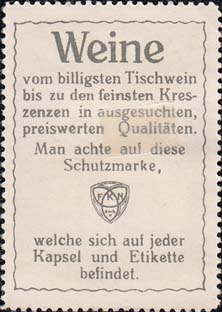 Weine
vom billigsten Tischwein
bis zu den feinsten Kres-
zenzen in ausgesuchten,
preiswerten Qualitäten.
Man achte auf diese
Schutzmarke,
F K N
welche sich auf jeder
Kapsel und Etikette
befindet.